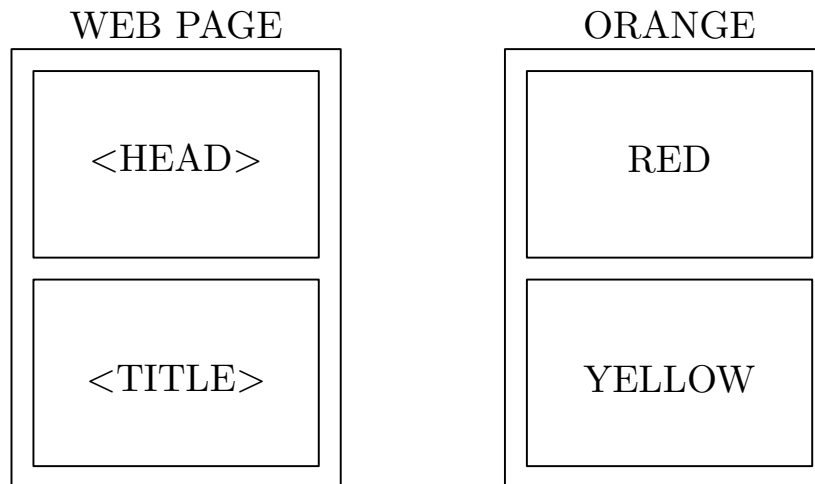 WEB PAGE
<HEAD>
<TITLE>
ORANGE
RED
YELLOW